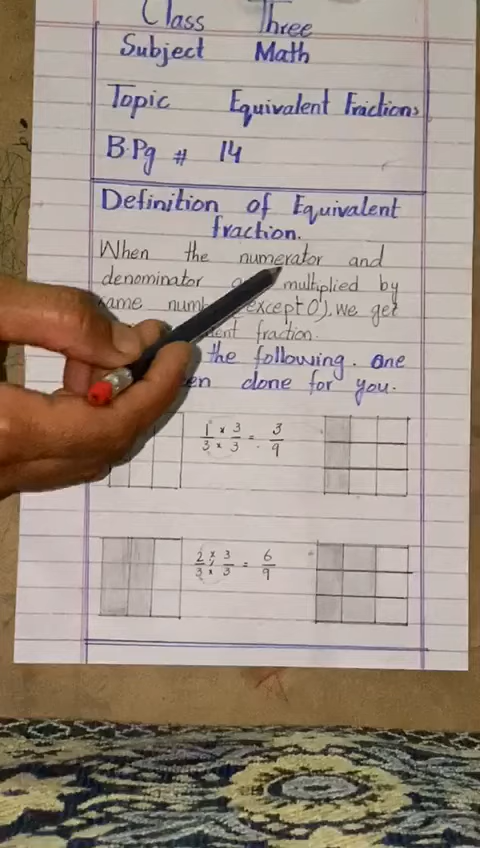 Class Three
Subject Math
Topic Equivalent Fractions
B.Pg # 14
Definition of Equivalent
fraction.
When the numerator and
denominator multiplied by
same (except 0), we get
fraction.
the following. One
done for you.
1/3 × 3/3 = 3/9
2/3 × 3/3 = 6/9